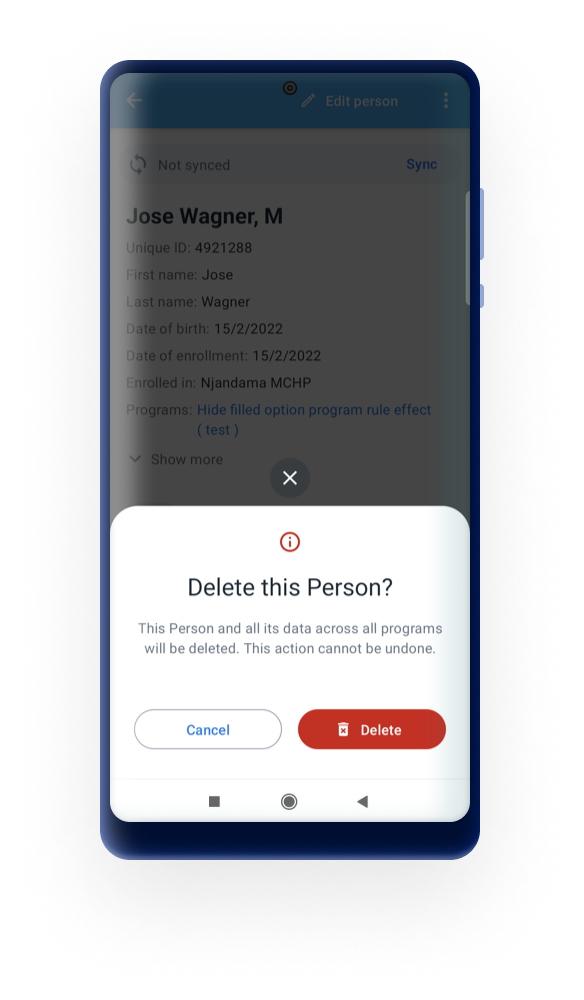 Edit person
Not synced Sync
Jose Wagner, M
Unique ID: 4921288
First name: Jose
Last name: Wagner
Date of birth: 15/2/2022
Date of enrollment: 15/2/2022
Enrolled in: Njandama MCHP
Programs: Hide filled option program rule effect
( test )
Show more
Delete this Person?
This Person and all its data across all programs
will be deleted. This action cannot be undone.
Cancel Delete